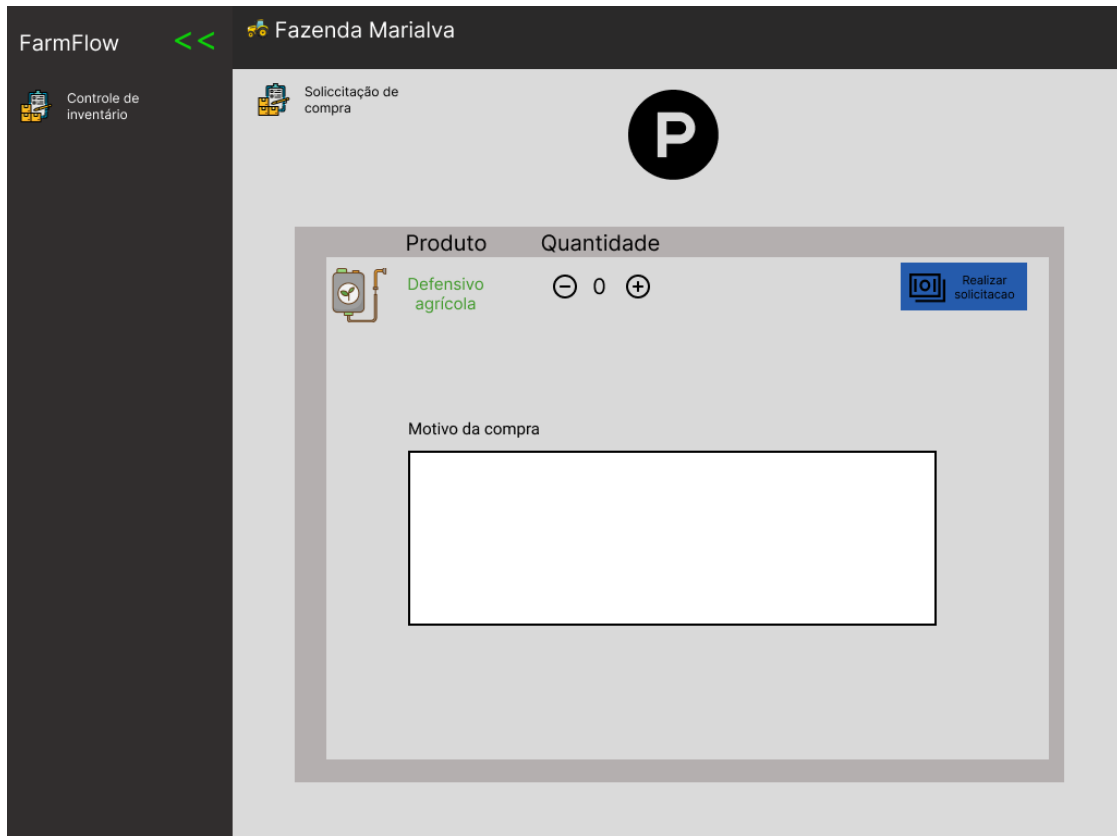 FarmFlow
<<
Fazenda Marialva
Controle de
inventário
Soliccitação de
compra
P
Produto
Quantidade
Defensivo
agrícola
0
Realizar
solicitacao
Motivo da compra